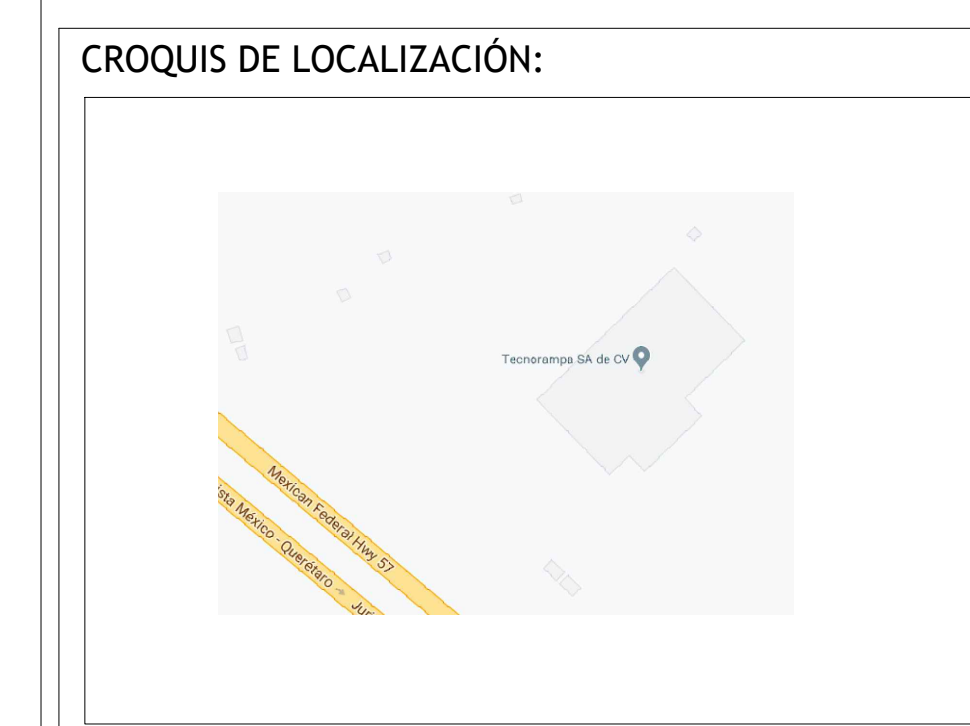 CROQUIS DE LOCALIZACIÓN:
Tecnorampa SA de CV
Mexican Federal Hwy 57
ista México - Querétaro